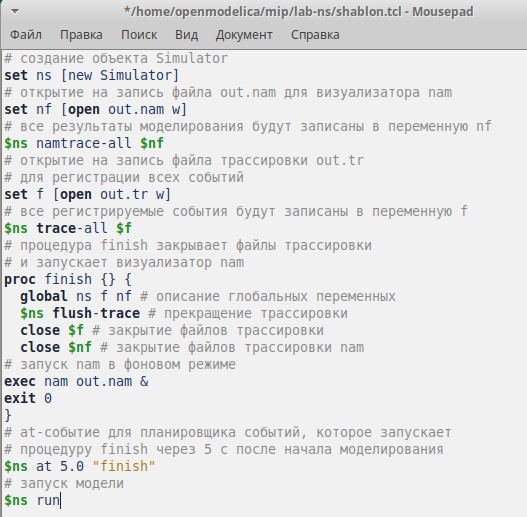 */home/openmodelica/mip/lab-ns/shablon.tcl - Mousepad
Файл Правка Поиск Вид Документ Справка
# создание объекта Simulator
set ns [new Simulator]
# открытие на запись файла out.nam для визуализатора nam
set nf [open out.nam w]
# все результаты моделирования будут записаны в переменную nf
$ns namtrace-all $nf
# открытие на запись файла трассировки out.tr
# для регистрации всех событий
set f [open out.tr w]
# все регистрируемые события будут записаны в переменную f
$ns trace-all $f
# процедура finish закрывает файлы трассировки
# и запускает визуализатор nam
proc finish {} {
  global ns f nf # описание глобальных переменных
  $ns flush-trace # прекращение трассировки
  close $f # закрытие файлов трассировки
  close $nf # закрытие файлов трассировки nam
# запуск nam в фоновом режиме
exec nam out.nam &
exit 0
}
# at-событие для планировщика событий, которое запускает
# процедуру finish через 5 с после начала моделирования
$ns at 5.0 "finish"
# запуск модели
$ns run